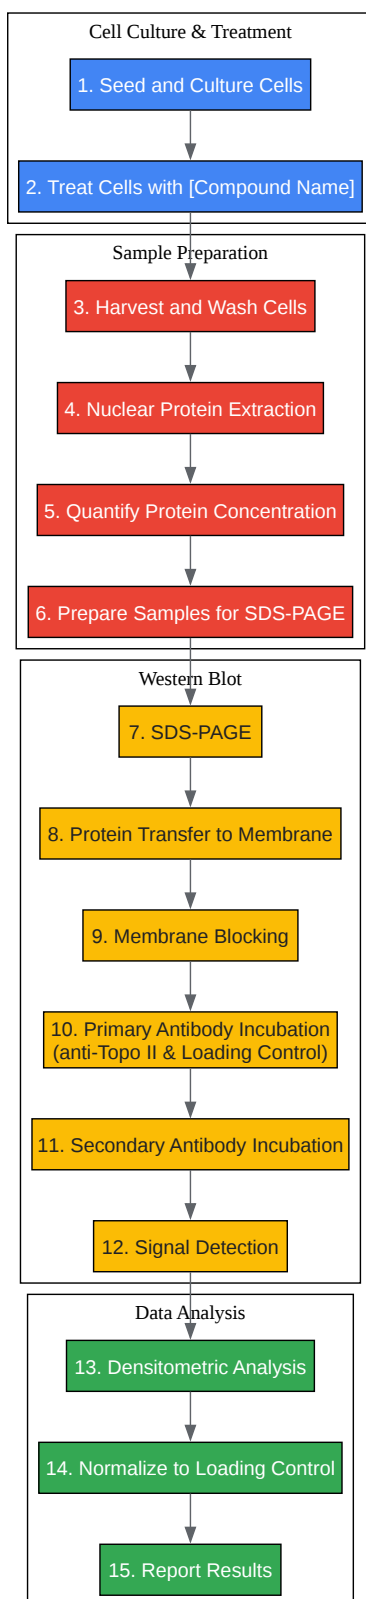 Cell Culture & Treatment
1. Seed and Culture Cells
2. Treat Cells with [Compound Name]
Sample Preparation
3. Harvest and Wash Cells
4. Nuclear Protein Extraction
5. Quantify Protein Concentration
6. Prepare Samples for SDS-PAGE
Western Blot
7. SDS-PAGE
8. Protein Transfer to Membrane
9. Membrane Blocking
10. Primary Antibody Incubation
(anti-Topo II & Loading Control)
11. Secondary Antibody Incubation
12. Signal Detection
Data Analysis
13. Densitometric Analysis
14. Normalize to Loading Control
15. Report Results